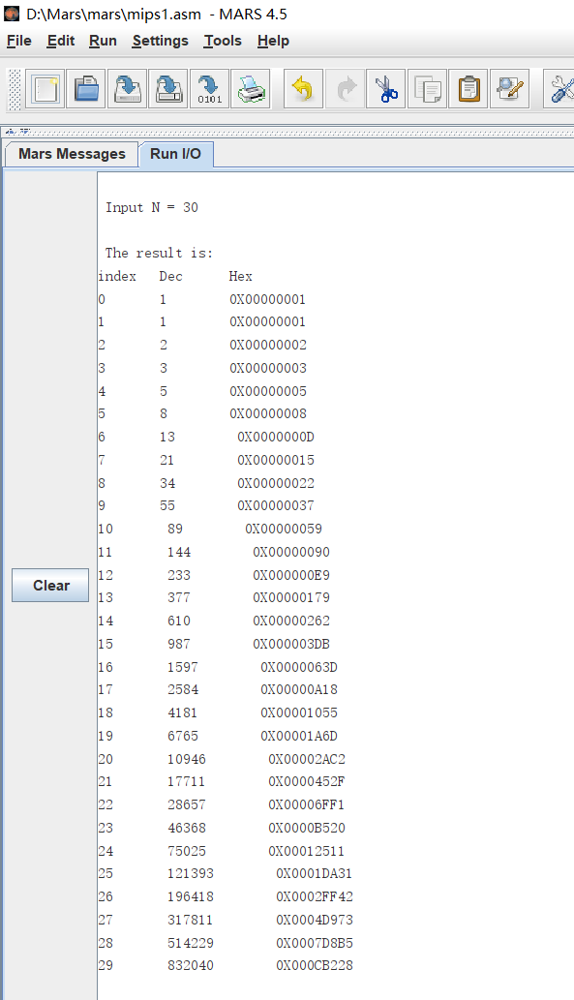 D:\Mars\mars\mips1.asm - MARS 4.5
File Edit Run Settings Tools Help
0101
Mars Messages Run I/O
Input N = 30
The result is:
index Dec Hex
0 1 0X00000001
1 1 0X00000001
2 2 0X00000002
3 3 0X00000003
4 5 0X00000005
5 8 0X00000008
6 13 0X0000000D
7 21 0X00000015
8 34 0X00000022
9 55 0X00000037
10 89 0X00000059
11 144 0X00000090
12 233 0X000000E9
13 377 0X00000179
14 610 0X00000262
15 987 0X000003DB
16 1597 0X0000063D
17 2584 0X00000A18
18 4181 0X00001055
19 6765 0X00001A6D
20 10946 0X00002AC2
21 17711 0X0000452F
22 28657 0X00006FF1
23 46368 0X0000B520
24 75025 0X00012511
25 121393 0X0001DA31
26 196418 0X0002FF42
27 317811 0X0004D973
28 514229 0X0007D8B5
29 832040 0X000CB228
Clear